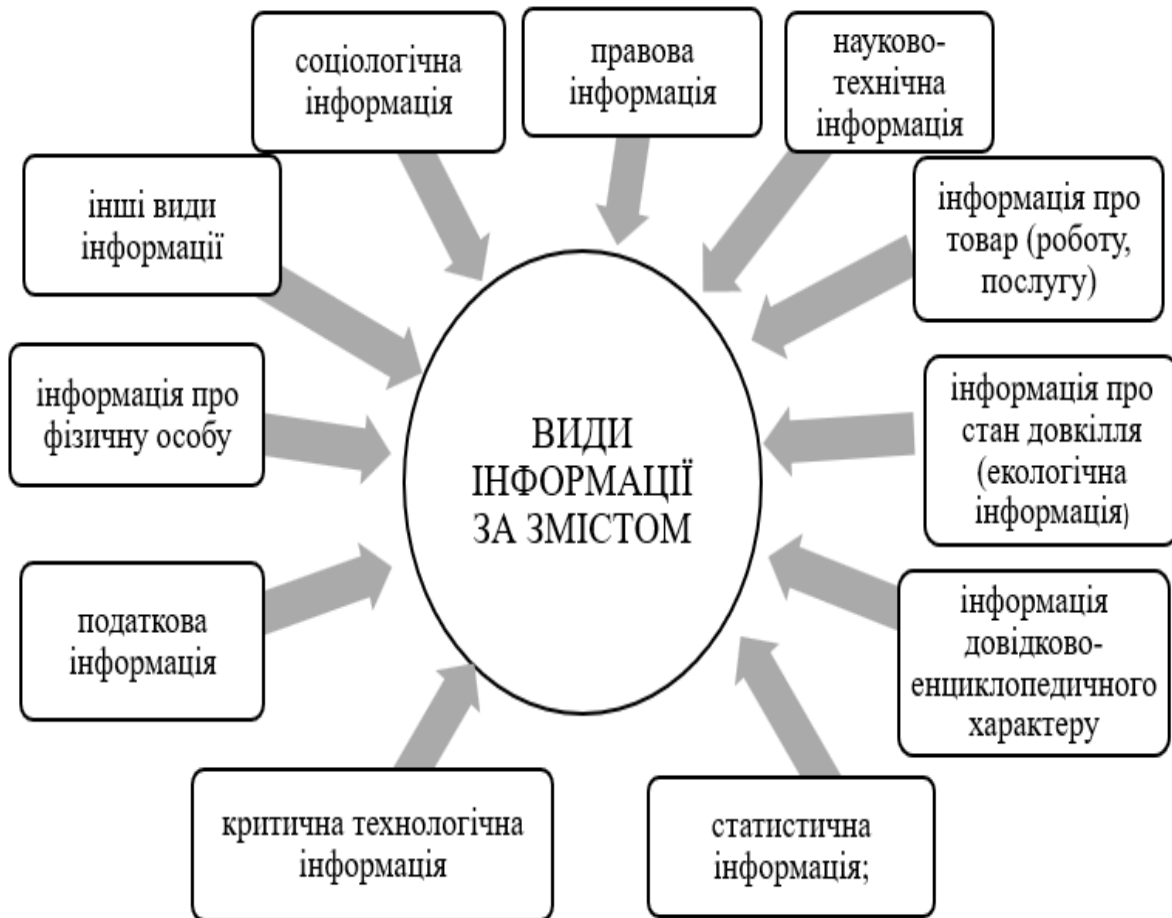 соціологічна
інформація
правова
інформація
науково-
технічна
інформація
інші види
інформації
інформація про
товар (роботу,
послугу)
інформація про
фізичну особу
ВИДИ
ІНФОРМАЦІЇ
ЗА ЗМІСТОМ
інформація про
стан довкілля
(екологічна
інформація)
податкова
інформація
інформація
довідково-
енциклопедичного
характеру
критична технологічна
інформація
статистична
інформація;